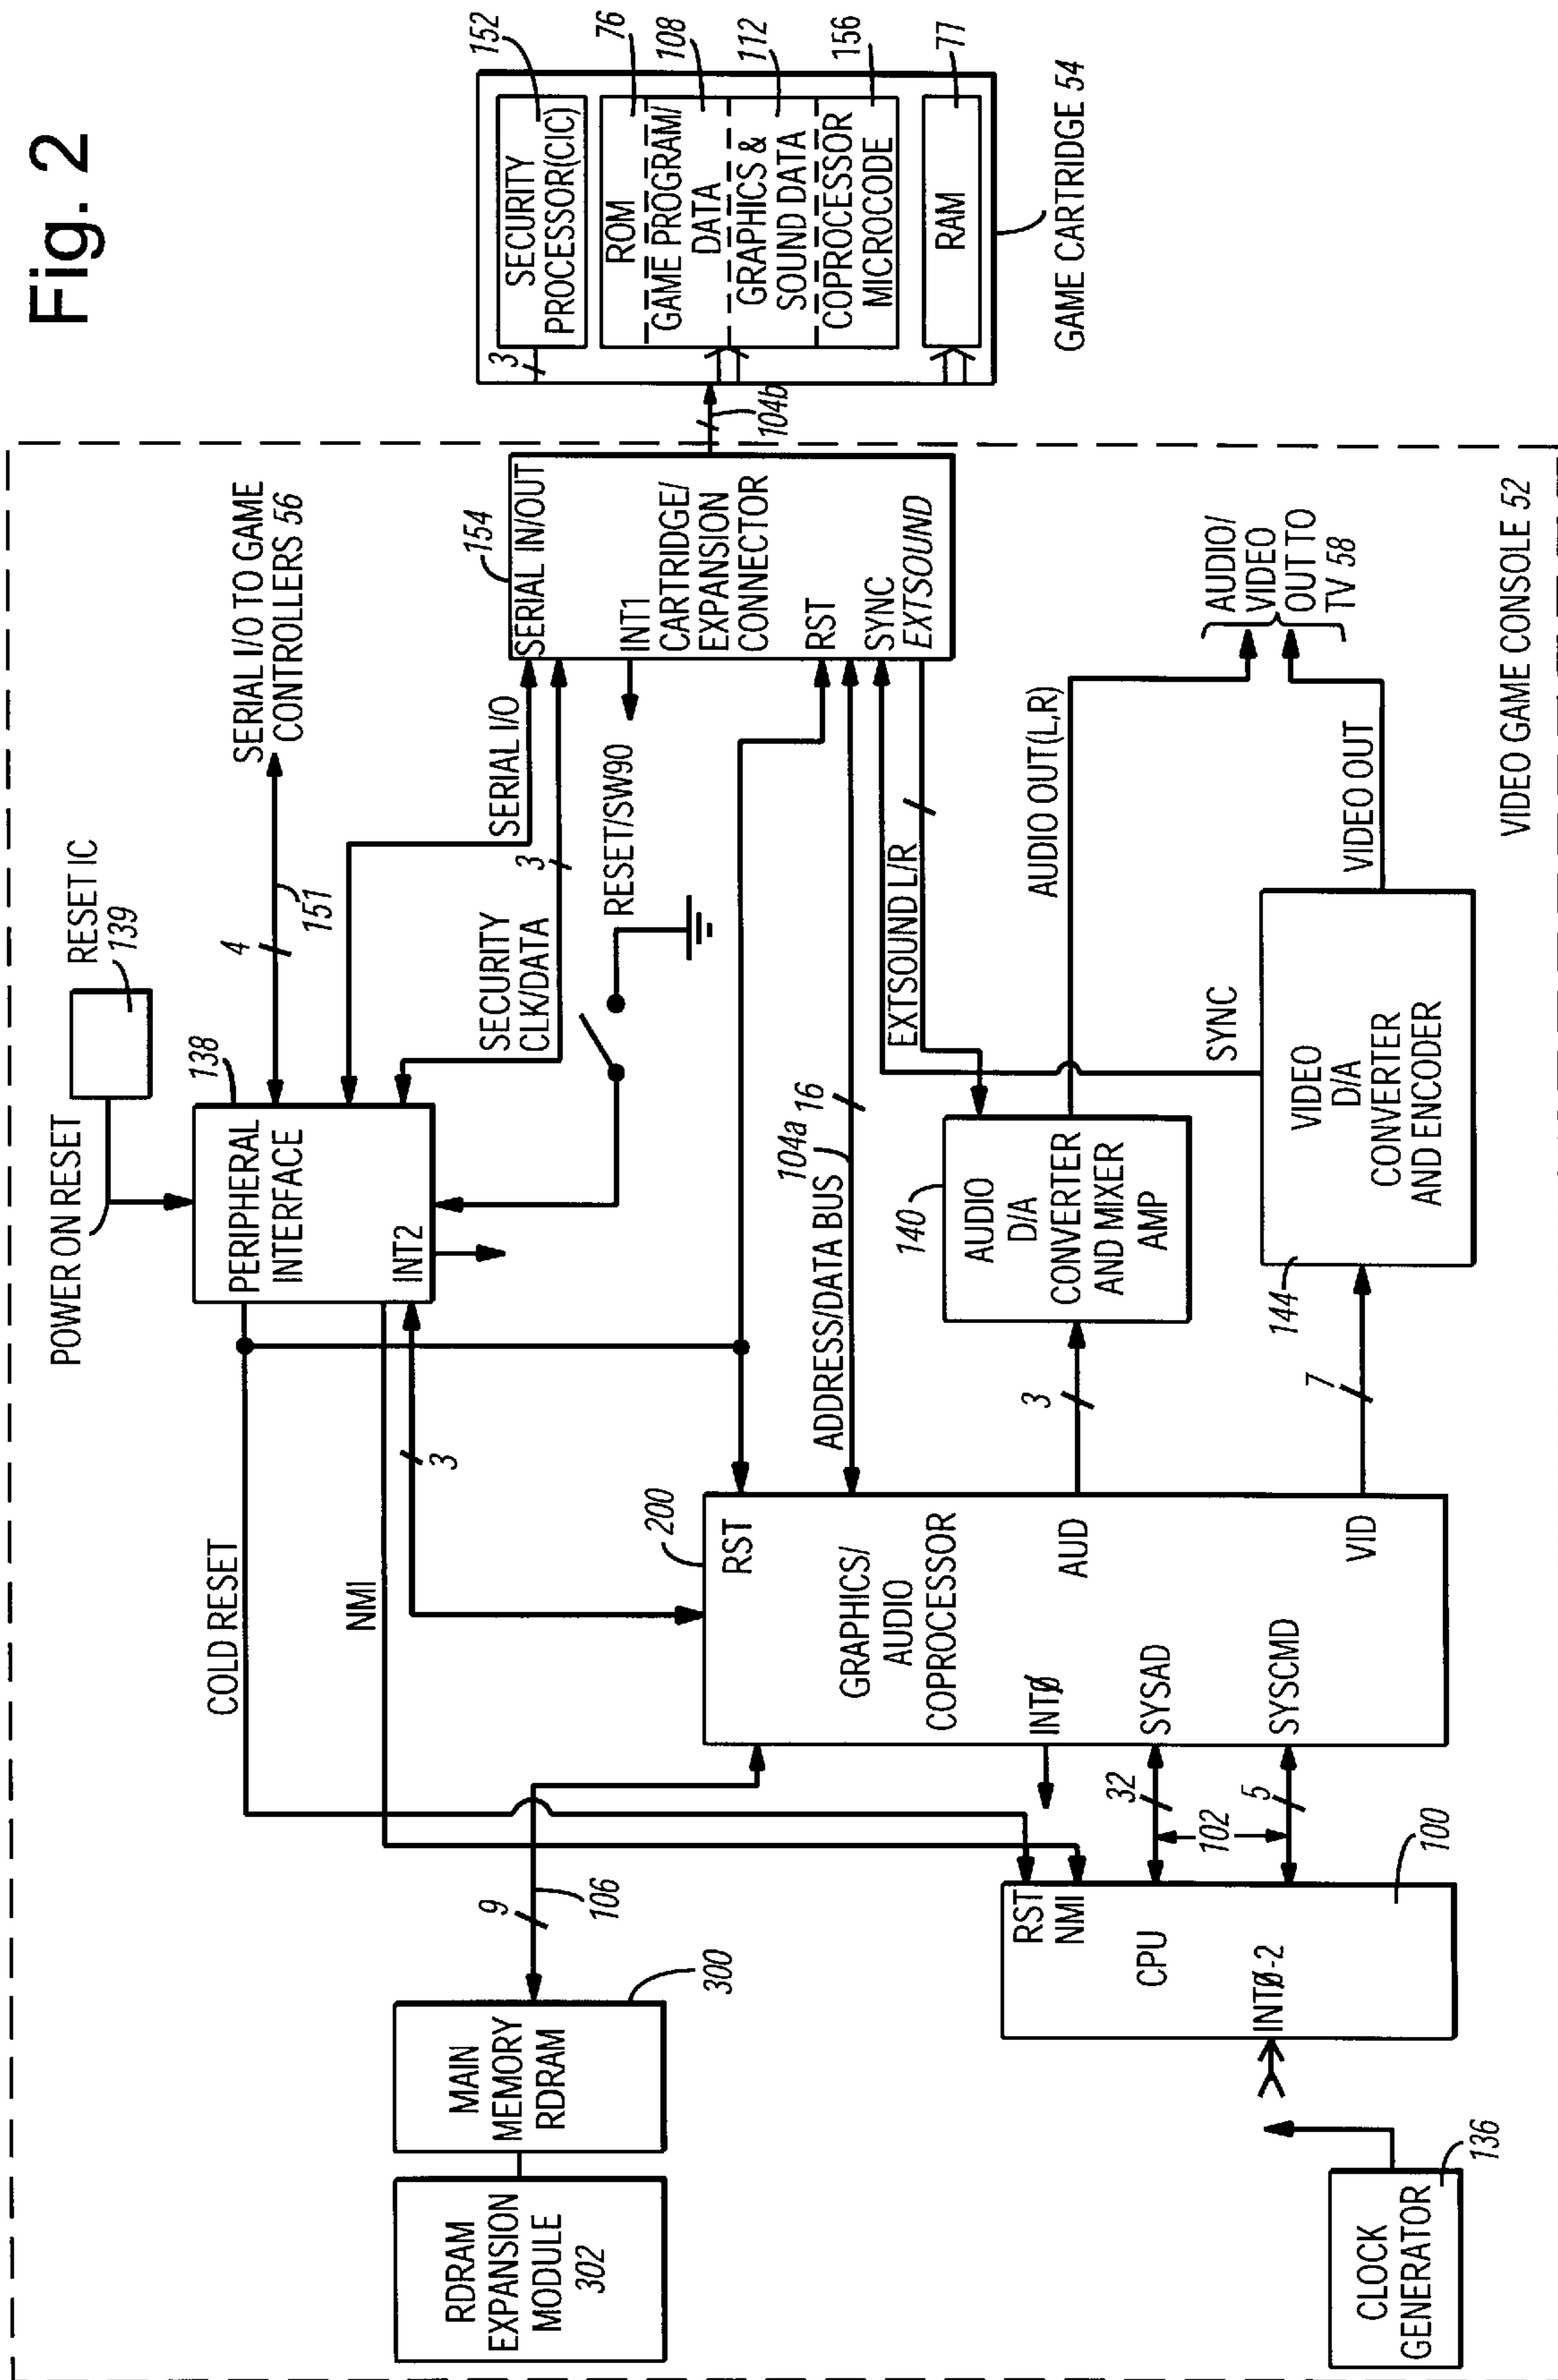 Fig. 2
POWER ON RESET
RESET IC
139
138
PERIPHERAL
INTERFACE
INT2
4
151
SERIAL I/O TO GAME
CONTROLLERS 56
COLD RESET
NMI
3
SECURITY
CLK/DATA
3
SERIAL I/O
RESET/SW90
154
SERIAL IN/OUT
INT1
CARTRIDGE/
EXPANSION
CONNECTOR
RST
SYNC
EXTSOUND
104b
3
SECURITY
PROCESSOR(CIC)
152
ROM
76
GAME PROGRAM/
DATA
108
GRAPHICS &
SOUND DATA
112
COPROCESSOR
MICROCODE
156
RAM
77
GAME CARTRIDGE 54
RDRAM
EXPANSION
MODULE
302
MAIN
MEMORY
RDRAM
300
9
106
200
RST
GRAPHICS/
AUDIO
COPROCESSOR
INTØ
AUD
SYSAD
SYSCMD
VID
ADDRESS/DATA BUS
104a
16
EXTSOUND L/R
140
AUDIO
D/A
CONVERTER
AND MIXER
AMP
3
AUDIO OUT(L,R)
SYNC
AUDIO/
VIDEO
OUT TO
TV 58
144
VIDEO
D/A
CONVERTER
AND ENCODER
7
VIDEO OUT
RST
NMI
CPU
INTØ-2
32
102
5
100
CLOCK
GENERATOR
136
VIDEO GAME CONSOLE 52